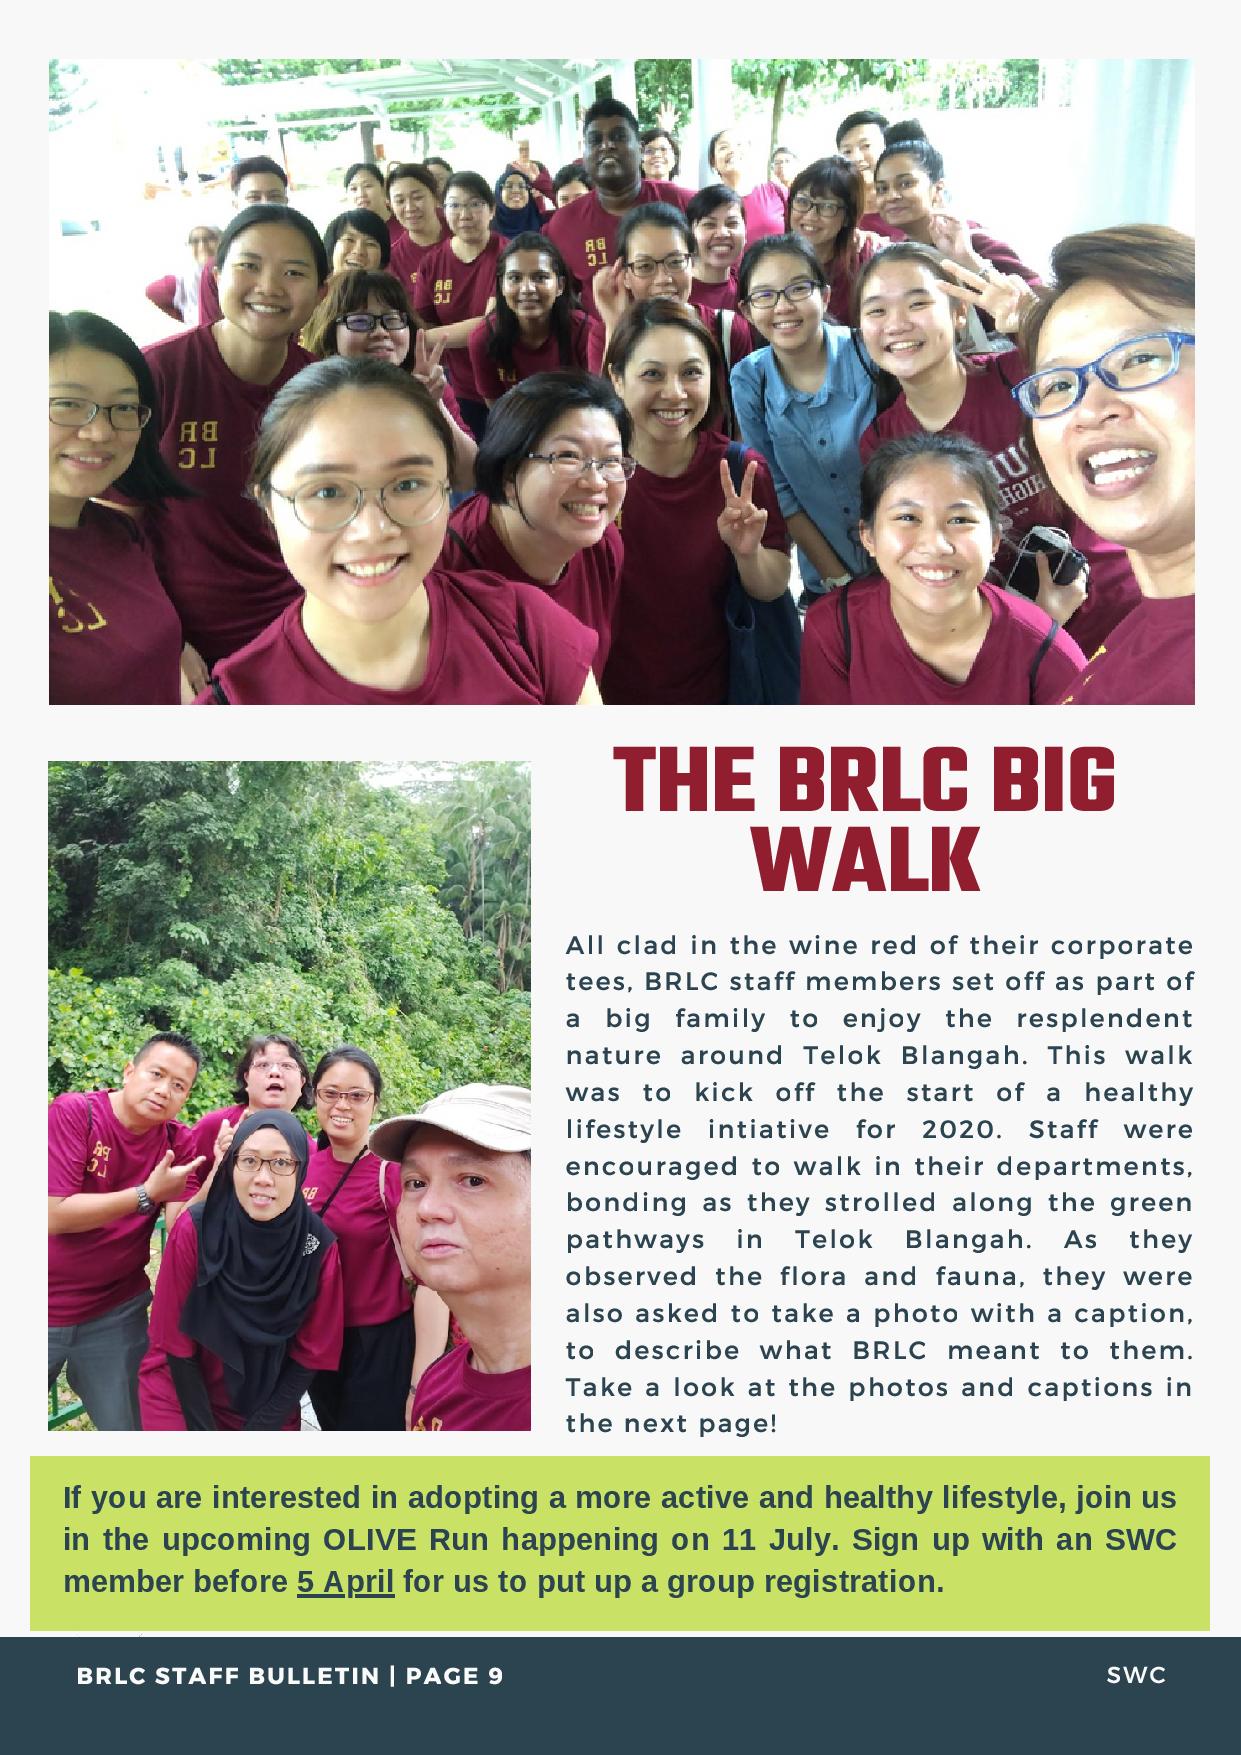 THE BRLC BIG
WALK
All clad in the wine red of their corporate
tees, BRLC staff members set off as part of
a big family to enjoy the resplendent
nature around Telok Blangah. This walk
was to kick off the start of a healthy
lifestyle intiative for 2020. Staff were
encouraged to walk in their departments,
bonding as they strolled along the green
pathways in Telok Blangah. As they
observed the flora and fauna, they were
also asked to take a photo with a caption,
to describe what BRLC meant to them.
Take a look at the photos and captions in
the next page!
If you are interested in adopting a more active and healthy lifestyle, join us
in the upcoming OLIVE Run happening on 11 July. Sign up with an SWC
member before 5 April for us to put up a group registration.
BRLC STAFF BULLETIN | PAGE 9
SWC